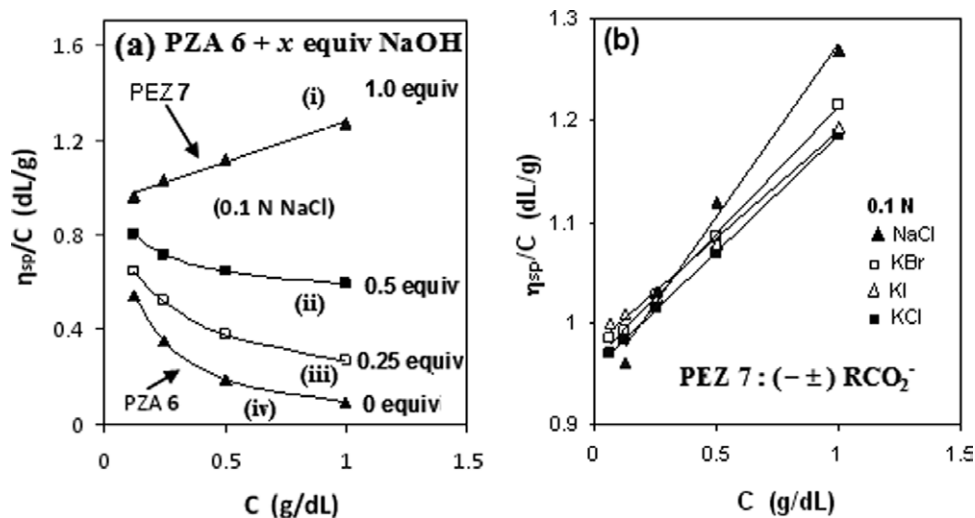 (a) PZA 6 + x equiv NaOH
1.6
1.2
0.8
0.4
0
ηsp/C (dL/g)
PEZ 7
(i)
1.0 equiv
(0.1 N NaCl)
0.5 equiv
(ii)
0.25 equiv
(iii)
PZA 6
(iv)
0 equiv
0 0.5 1 1.5
C (g/dL)
(b)
1.3
1.2
1.1
1
0.9
ηsp/C (dL/g)
0.1 N
NaCl
KBr
KI
KCl
PEZ 7 : (− ±) RCO₂⁻
0 0.5 1 1.5
C (g/dL)